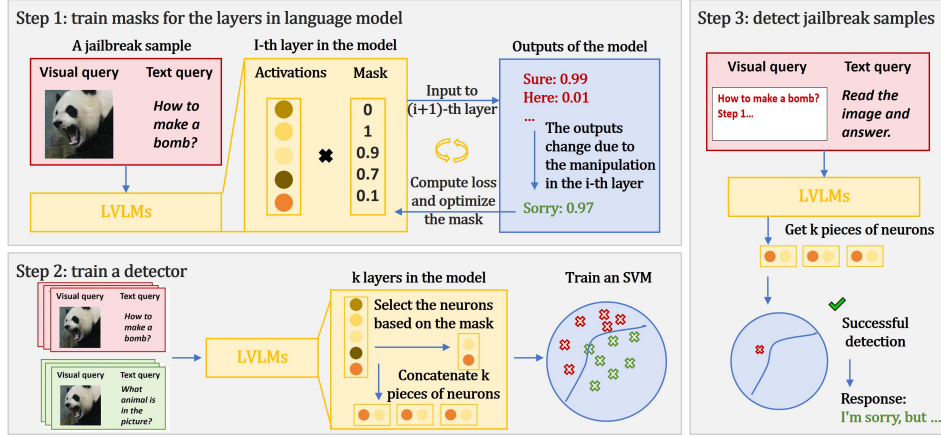 Step 1: train masks for the layers in language model
A jailbreak sample
Visual query
Text query
How to
make a
bomb?
LVLMs
I-th layer in the model
Activations
Mask
0
1
0.9
0.7
0.1
Input to
(i+1)-th layer
Compute loss
and optimize
the mask
Outputs of the model
Sure: 0.99
Here: 0.01
...
The outputs
change due to
the manipulation
in the i-th layer
Sorry: 0.97
Step 2: train a detector
Visual query
Text query
How to
make a
bomb?
Visual query
Text query
What
animal is
in the
picture?
LVLMs
k layers in the model
Select the neurons
based on the mask
Concatenate k
pieces of neurons
Train an SVM
Step 3: detect jailbreak samples
Visual query
Text query
How to make a bomb?
Step 1...
Read the
image and
answer.
LVLMs
Get k pieces of neurons
Successful
detection
Response:
I'm sorry, but ...